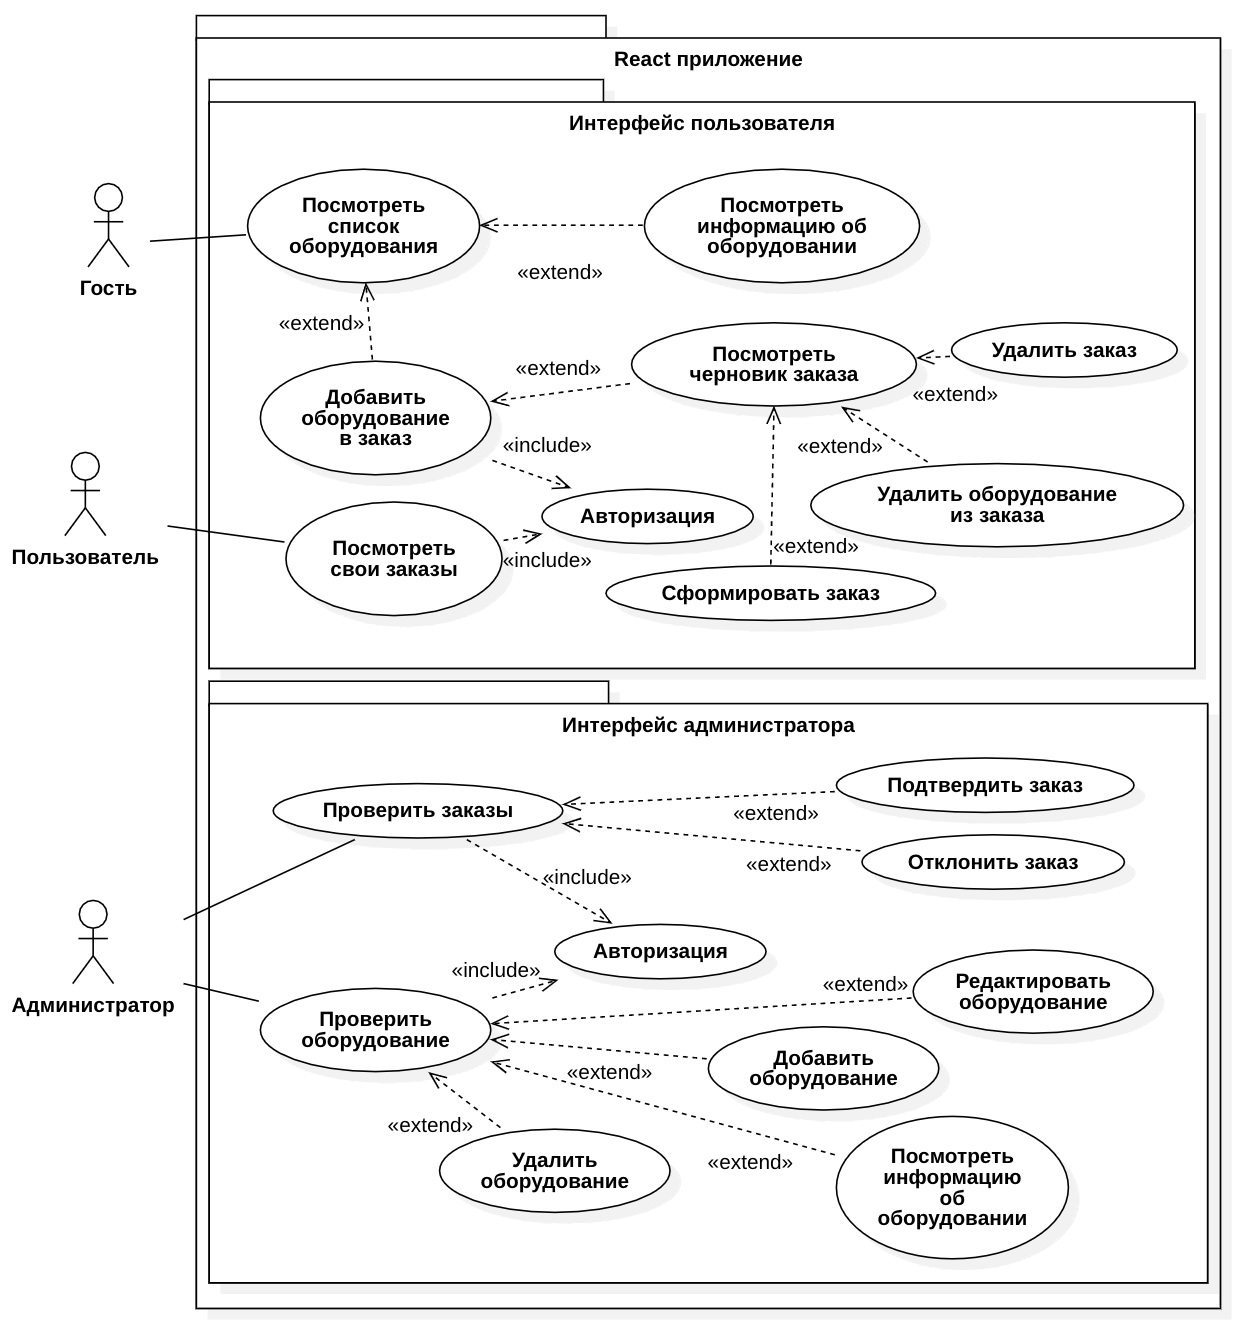 React приложение
Интерфейс пользователя
Посмотреть
список
оборудования
Посмотреть
информацию об
оборудовании
«extend»
Гость
«extend»
Посмотреть
черновик заказа
Удалить заказ
«extend»
«extend»
Добавить
оборудование
в заказ
«include»
«extend»
Удалить оборудование
из заказа
Авторизация
Пользователь
Посмотреть
свои заказы
«include»
«extend»
Сформировать заказ
Интерфейс администратора
Проверить заказы
Подтвердить заказ
«extend»
Отклонить заказ
«extend»
«include»
Авторизация
«include»
Администратор
Проверить
оборудование
«extend»
Редактировать
оборудование
«extend»
Добавить
оборудование
«extend»
Удалить
оборудование
«extend»
Посмотреть
информацию
об
оборудовании